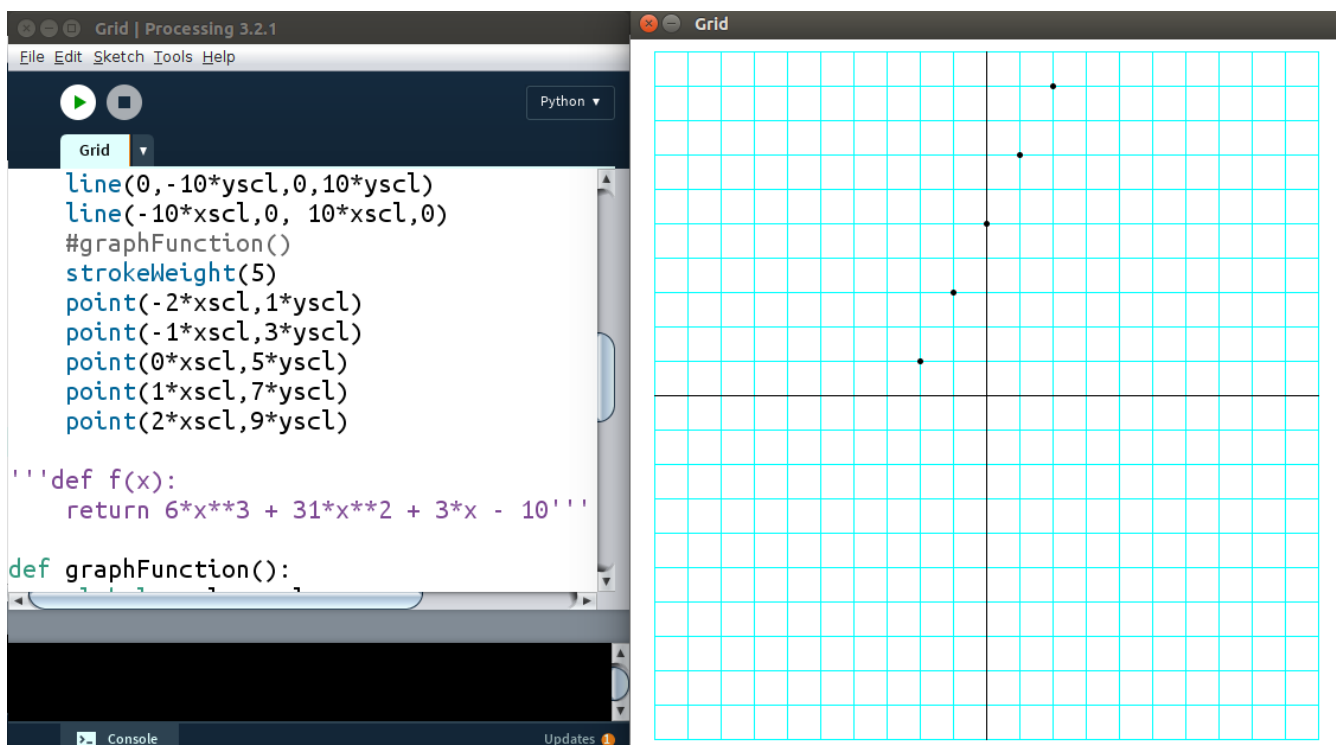 Grid | Processing 3.2.1
File Edit Sketch Tools Help
Python ▼
Grid ▼
line(0,-10*yscl,0,10*yscl)
line(-10*xscl,0, 10*xscl,0)
#graphFunction()
strokeWeight(5)
point(-2*xscl,1*yscl)
point(-1*xscl,3*yscl)
point(0*xscl,5*yscl)
point(1*xscl,7*yscl)
point(2*xscl,9*yscl)
'''def f(x):
return 6*x**3 + 31*x**2 + 3*x - 10'''
def graphFunction():
Console
Updates 1
Grid